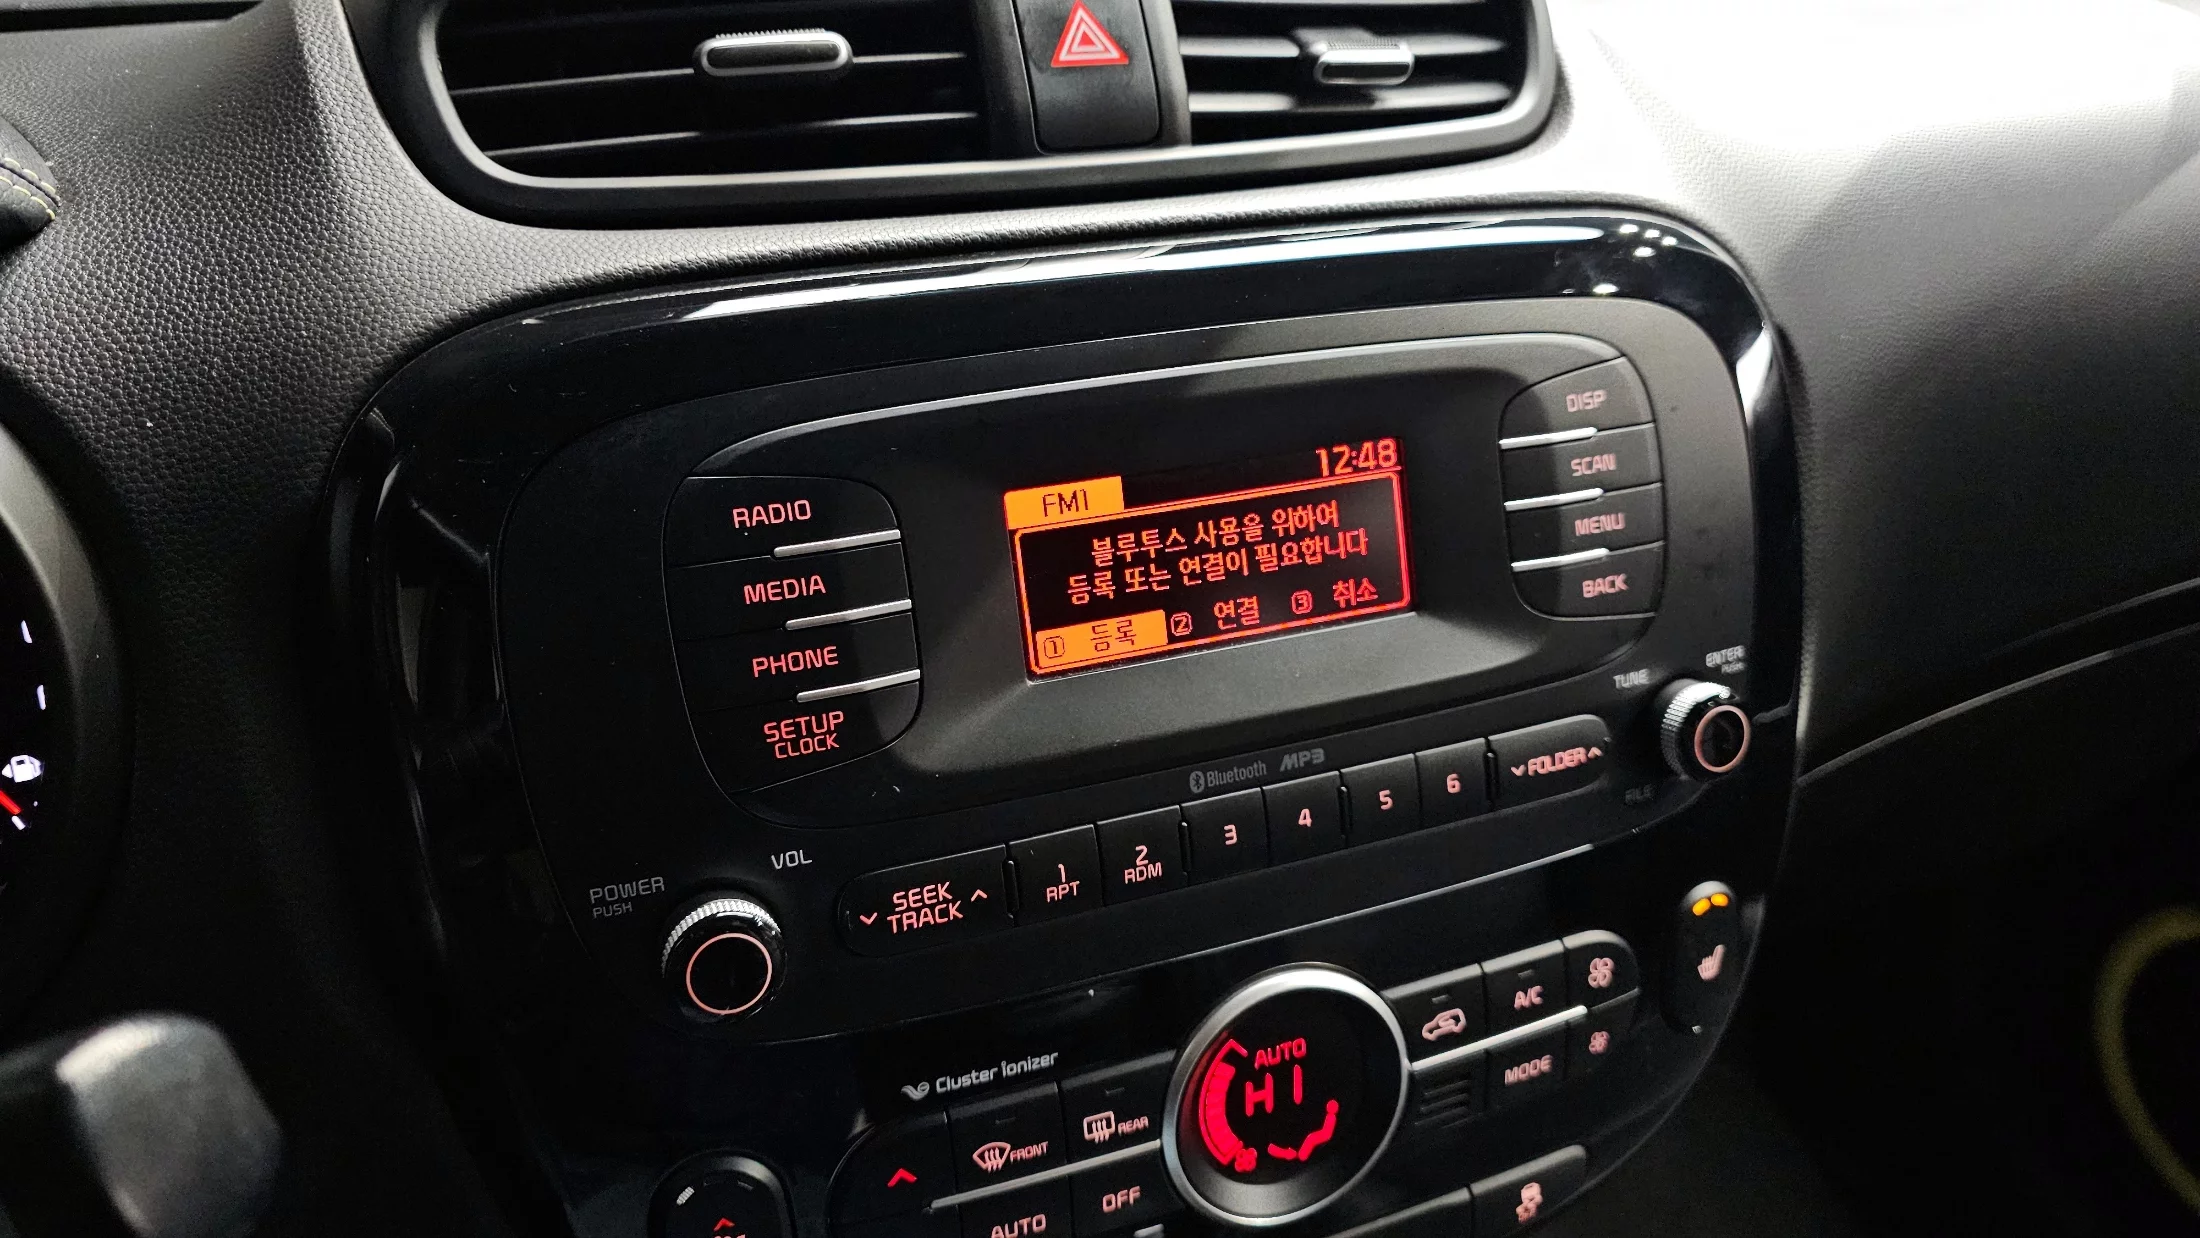 RADIO
MEDIA
PHONE
SETUP
CLOCK
12:48
FM1
블루투스 사용을 위하여
등록 또는 연결이 필요합니다
① 등록 ② 연결 ③ 취소
DISP
SCAN
MENU
BACK
ENTER
PUSH
TUNE
FILE
Bluetooth MP3
POWER
PUSH
VOL
SEEK
TRACK
1
RPT
2
RDM
3
4
5
6
FOLDER
Cluster ionizer
FRONT
REAR
AUTO
OFF
AUTO
HI
A/C
MODE